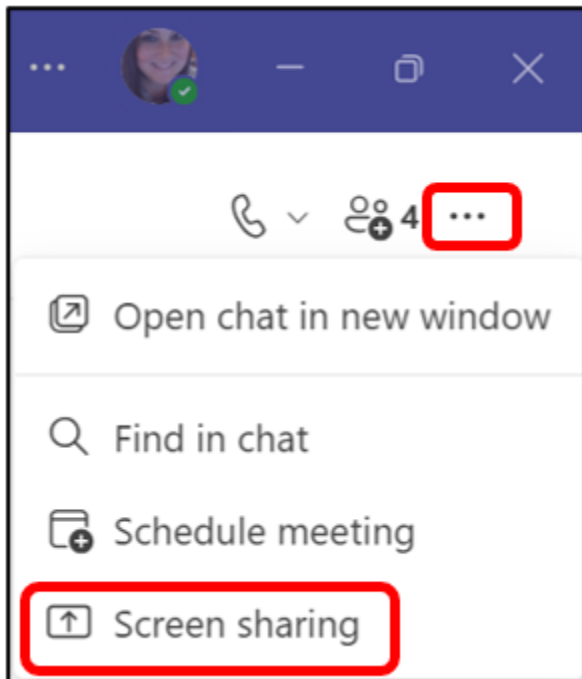 4
Open chat in new window
Find in chat
Schedule meeting
Screen sharing